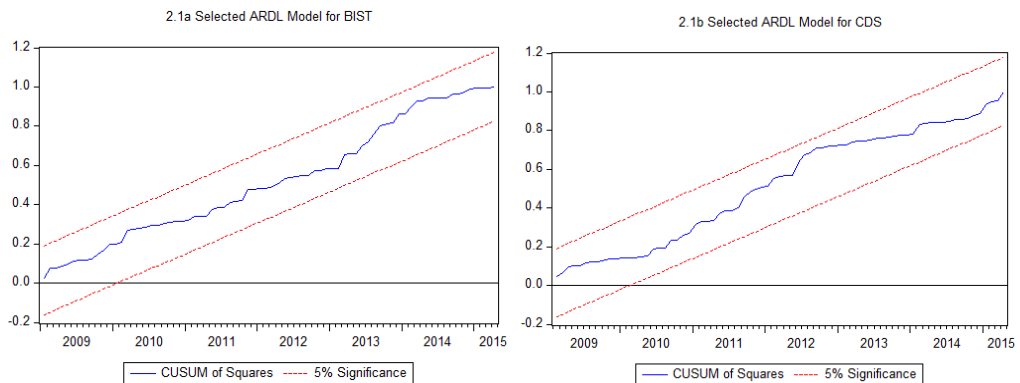 2.1a Selected ARDL Model for BIST
1.2
1.0
0.8
0.6
0.4
0.2
0.0
-0.2
2009 2010 2011 2012 2013 2014 2015
CUSUM of Squares 5% Significance
2.1b Selected ARDL Model for CDS
1.2
1.0
0.8
0.6
0.4
0.2
0.0
-0.2
2009 2010 2011 2012 2013 2014 2015
CUSUM of Squares 5% Significance